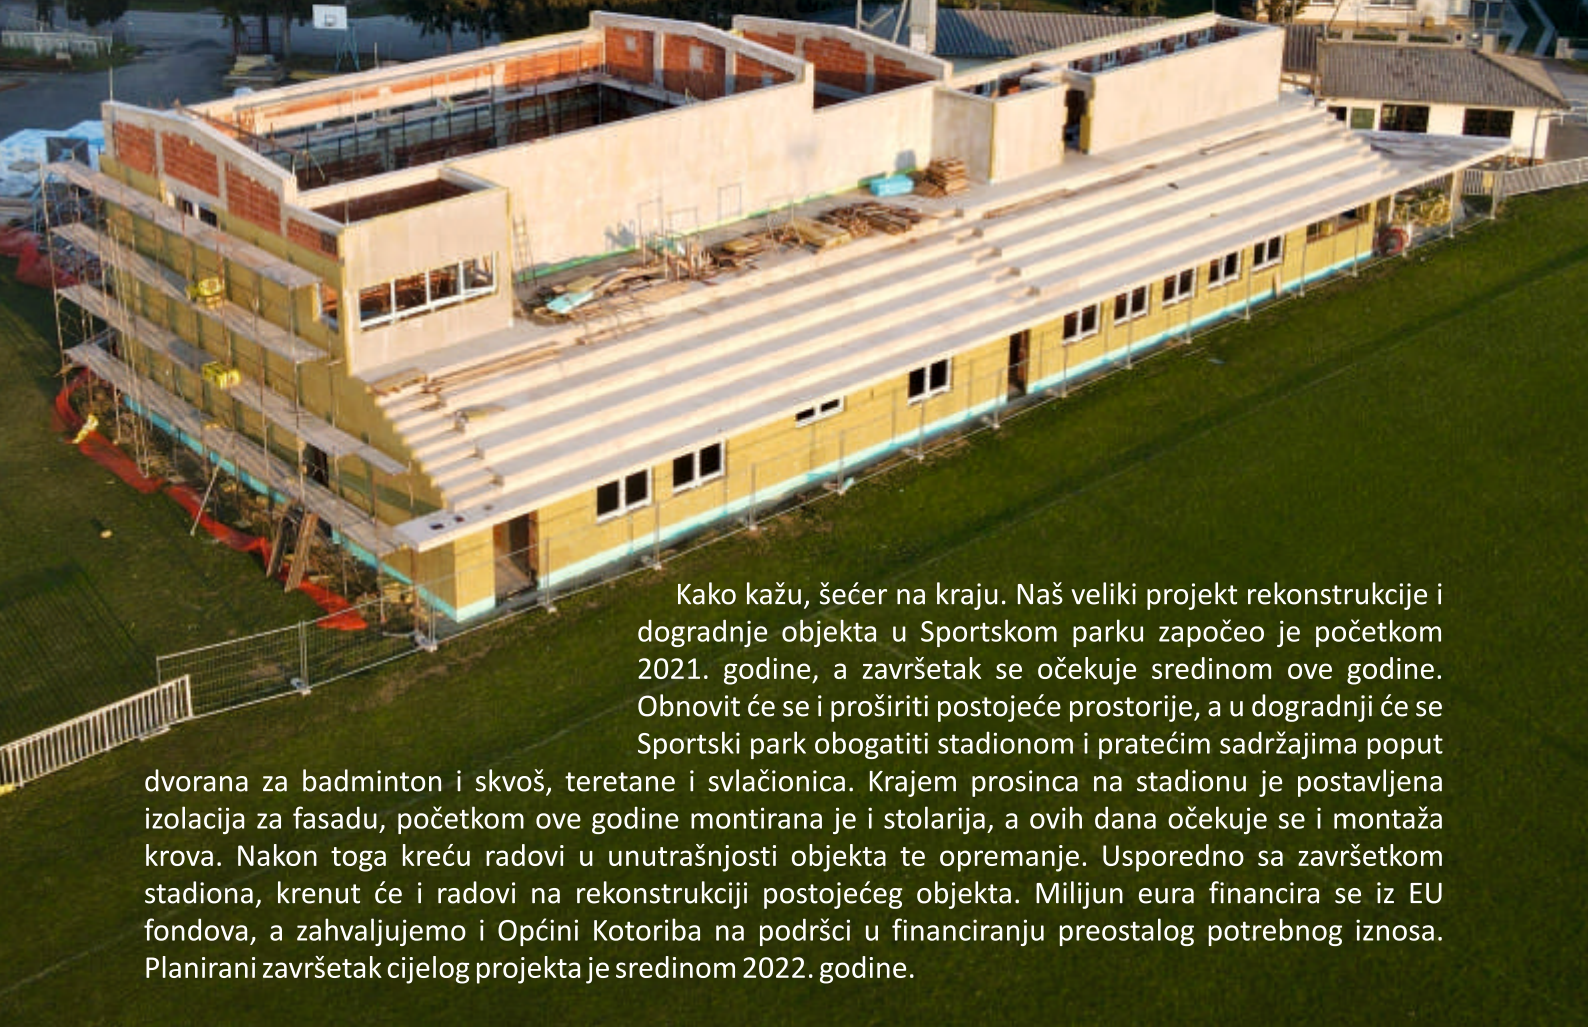 Kako kažu, šećer na kraju. Naš veliki projekt rekonstrukcije i
dogradnje objekta u Sportskom parku započeo je početkom
2021. godine, a završetak se očekuje sredinom ove godine.
Obnovit će se i proširiti postojeće prostorije, a u dogradnji će se
Sportski park obogatiti stadionom i pratećim sadržajima poput
dvorana za badminton i skvoš, teretane i svlačionica. Krajem prosinca na stadionu je postavljena
izolacija za fasadu, početkom ove godine montirana je i stolarija, a ovih dana očekuje se i montaža
krova. Nakon toga kreću radovi u unutrašnjosti objekta te opremanje. Usporedno sa završetkom
stadiona, krenut će i radovi na rekonstrukciji postojećeg objekta. Milijun eura financira se iz EU
fondova, a zahvaljujemo i Općini Kotoriba na podršci u financiranju preostalog potrebnog iznosa.
Planirani završetak cijelog projekta je sredinom 2022. godine.